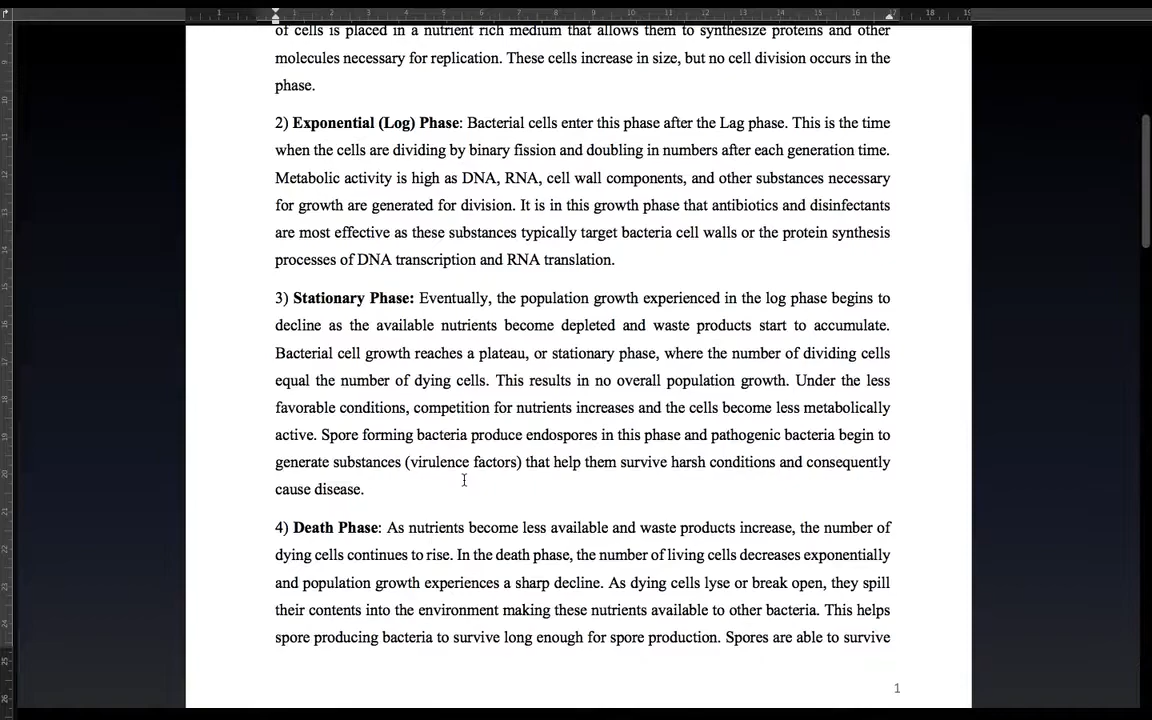 of cells is placed in a nutrient rich medium that allows them to synthesize proteins and other
molecules necessary for replication. These cells increase in size, but no cell division occurs in the
phase.
2) Exponential (Log) Phase: Bacterial cells enter this phase after the Lag phase. This is the time
when the cells are dividing by binary fission and doubling in numbers after each generation time.
Metabolic activity is high as DNA, RNA, cell wall components, and other substances necessary
for growth are generated for division. It is in this growth phase that antibiotics and disinfectants
are most effective as these substances typically target bacteria cell walls or the protein synthesis
processes of DNA transcription and RNA translation.
3) Stationary Phase: Eventually, the population growth experienced in the log phase begins to
decline as the available nutrients become depleted and waste products start to accumulate.
Bacterial cell growth reaches a plateau, or stationary phase, where the number of dividing cells
equal the number of dying cells. This results in no overall population growth. Under the less
favorable conditions, competition for nutrients increases and the cells become less metabolically
active. Spore forming bacteria produce endospores in this phase and pathogenic bacteria begin to
generate substances (virulence factors) that help them survive harsh conditions and consequently
cause disease.
4) Death Phase: As nutrients become less available and waste products increase, the number of
dying cells continues to rise. In the death phase, the number of living cells decreases exponentially
and population growth experiences a sharp decline. As dying cells lyse or break open, they spill
their contents into the environment making these nutrients available to other bacteria. This helps
spore producing bacteria to survive long enough for spore production. Spores are able to survive
1